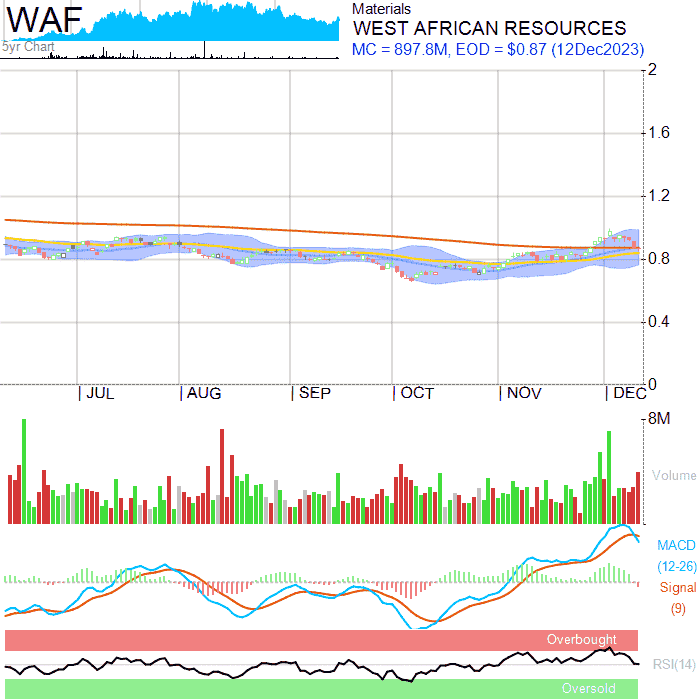 WAF
5yr Chart
Materials
WEST AFRICAN RESOURCES
MC = 897.8M, EOD = $0.87 (12Dec2023)
2
1.6
1.2
0.8
0.4
0
| JUL | AUG | SEP | OCT | NOV | DEC
8M
Volume
MACD
(12-26)
Signal
(9)
Overbought
RSI(14)
Oversold